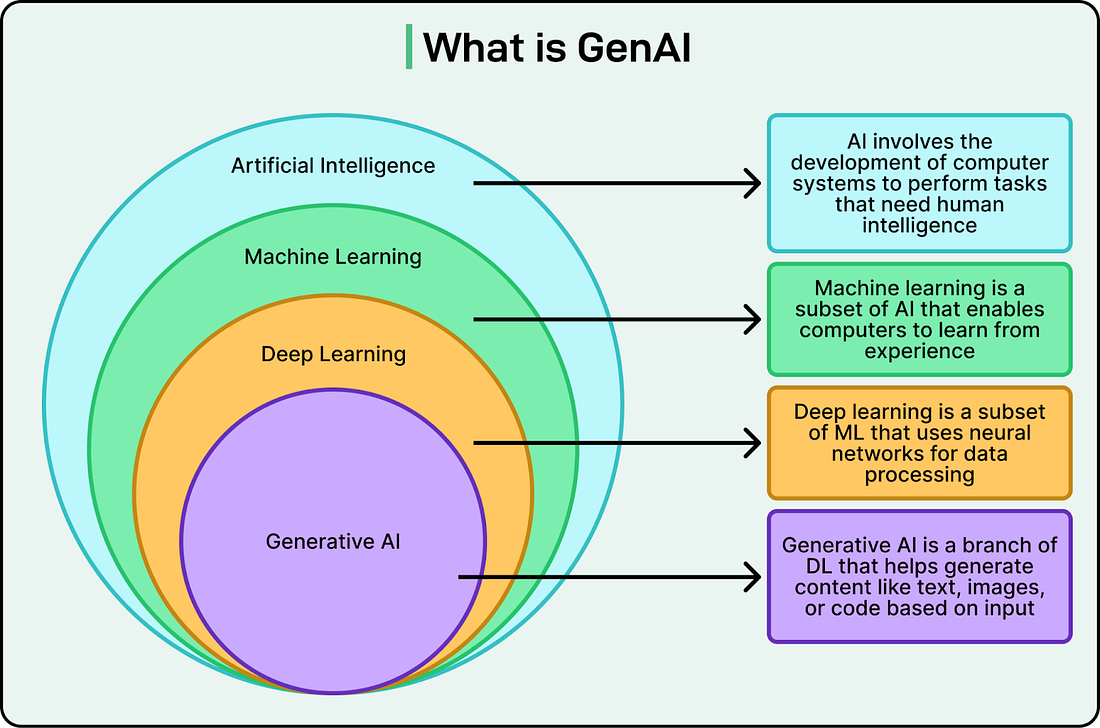 What is GenAI
Artificial Intelligence
Machine Learning
Deep Learning
Generative AI
AI involves the
development of computer
systems to perform tasks
that need human
intelligence
Machine learning is a
subset of AI that enables
computers to learn from
experience
Deep learning is a subset
of ML that uses neural
networks for data
processing
Generative AI is a branch of
DL that helps generate
content like text, images,
or code based on input